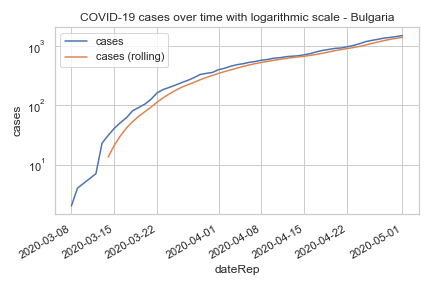 COVID-19 cases over time with logarithmic scale - Bulgaria
cases
cases (rolling)
10³
10²
10¹
cases
2020-03-08
2020-03-15
2020-03-22
2020-04-01
2020-04-08
2020-04-15
2020-04-22
2020-05-01
dateRep